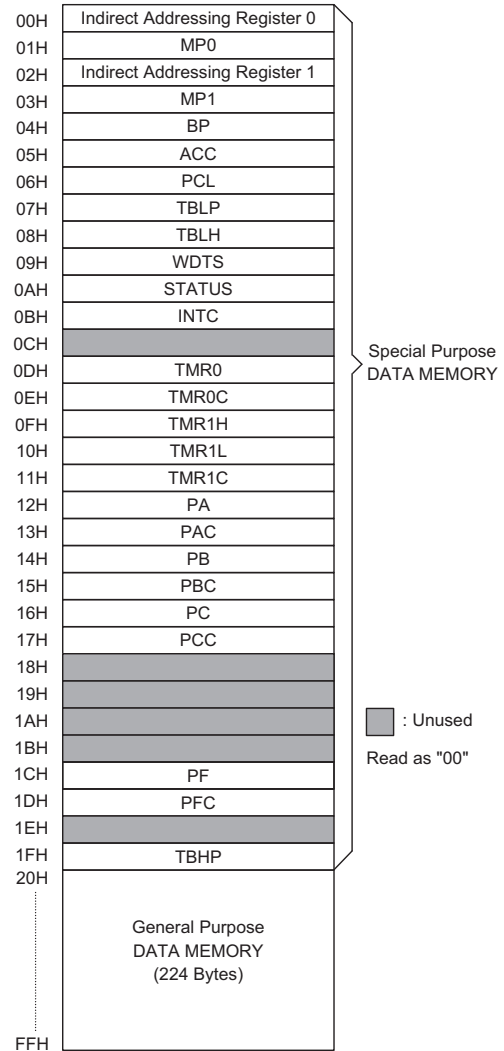 00H Indirect Addressing Register 0
01H MP0
02H Indirect Addressing Register 1
03H MP1
04H BP
05H ACC
06H PCL
07H TBLP
08H TBLH
09H WDTS
0AH STATUS
0BH INTC
0CH
0DH TMR0
0EH TMR0C
0FH TMR1H
10H TMR1L
11H TMR1C
12H PA
13H PAC
14H PB
15H PBC
16H PC
17H PCC
18H
19H
1AH
1BH
1CH PF
1DH PFC
1EH
1FH TBHP
20H
General Purpose
DATA MEMORY
(224 Bytes)
FFH
Special Purpose
DATA MEMORY
: Unused
Read as "00"